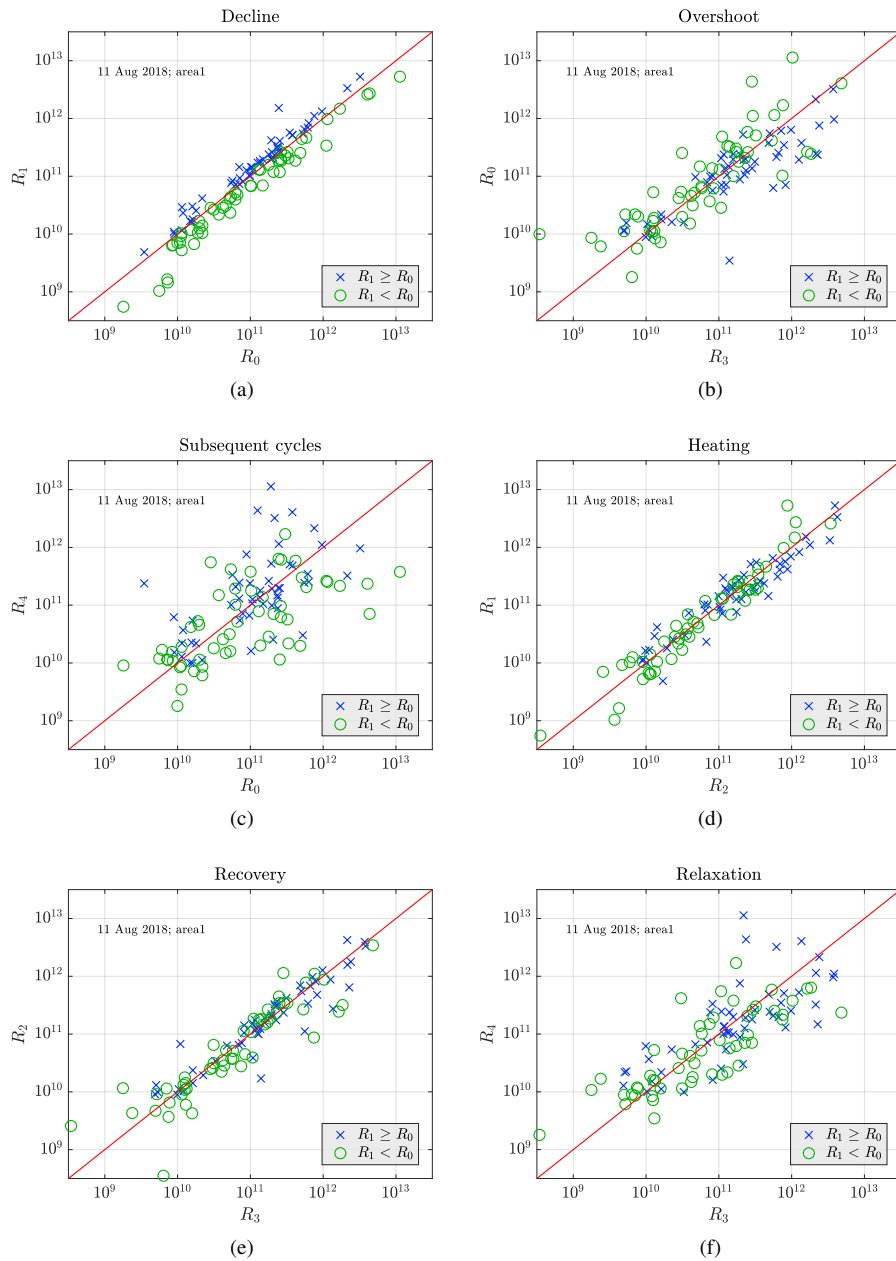 Decline
10^13
10^12
10^11
10^10
10^9
R_1
11 Aug 2018; area1
R_1 ≥ R_0
R_1 < R_0
10^9 10^10 10^11 10^12 10^13
R_0
(a)
Overshoot
10^13
10^12
10^11
10^10
10^9
R_0
11 Aug 2018; area1
R_1 ≥ R_0
R_1 < R_0
10^9 10^10 10^11 10^12 10^13
R_3
(b)
Subsequent cycles
10^13
10^12
10^11
10^10
10^9
R_4
11 Aug 2018; area1
R_1 ≥ R_0
R_1 < R_0
10^9 10^10 10^11 10^12 10^13
R_0
(c)
Heating
10^13
10^12
10^11
10^10
10^9
R_1
11 Aug 2018; area1
R_1 ≥ R_0
R_1 < R_0
10^9 10^10 10^11 10^12 10^13
R_2
(d)
Recovery
10^13
10^12
10^11
10^10
10^9
R_2
11 Aug 2018; area1
R_1 ≥ R_0
R_1 < R_0
10^9 10^10 10^11 10^12 10^13
R_3
(e)
Relaxation
10^13
10^12
10^11
10^10
10^9
R_4
11 Aug 2018; area1
R_1 ≥ R_0
R_1 < R_0
10^9 10^10 10^11 10^12 10^13
R_3
(f)